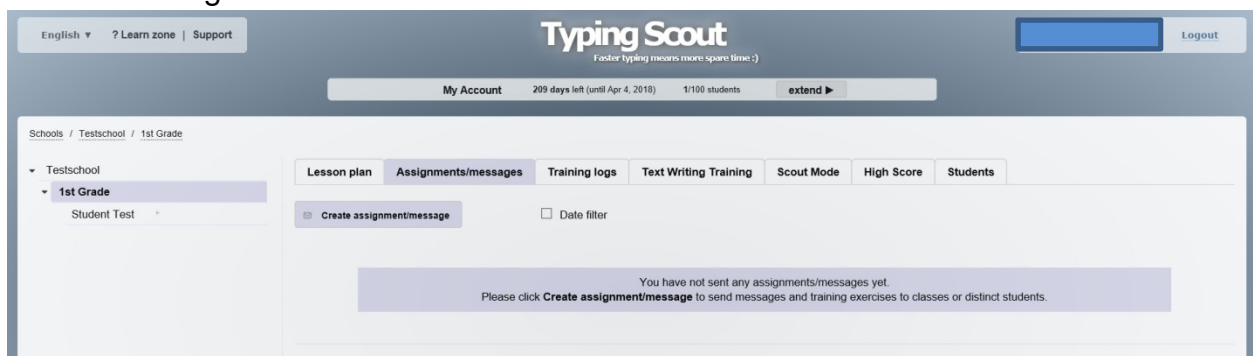 English ▾ ? Learn zone | Support
Typing Scout
Faster typing means more spare time :)
Logout
My Account 209 days left (until Apr 4, 2018) 1/100 students extend ▶
Schools / Testschool / 1st Grade
Testschool
1st Grade
Student Test
Lesson plan Assignments/messages Training logs Text Writing Training Scout Mode High Score Students
Create assignment/message Date filter
You have not sent any assignments/messages yet.
Please click Create assignment/message to send messages and training exercises to classes or distinct students.